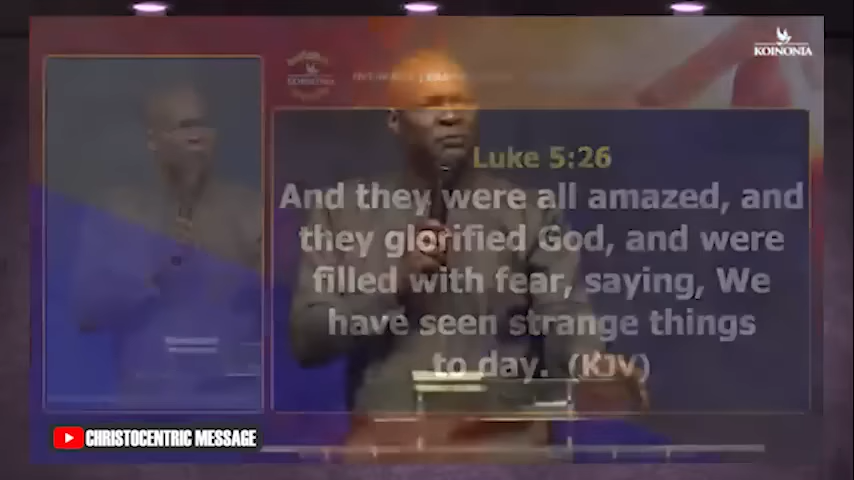 KOINONIA
Luke 5:26
And they were all amazed, and
they glorified God, and were
filled with fear, saying, We
have seen strange things
to day. (KJV)
CHRISTOCENTRIC MESSAGE